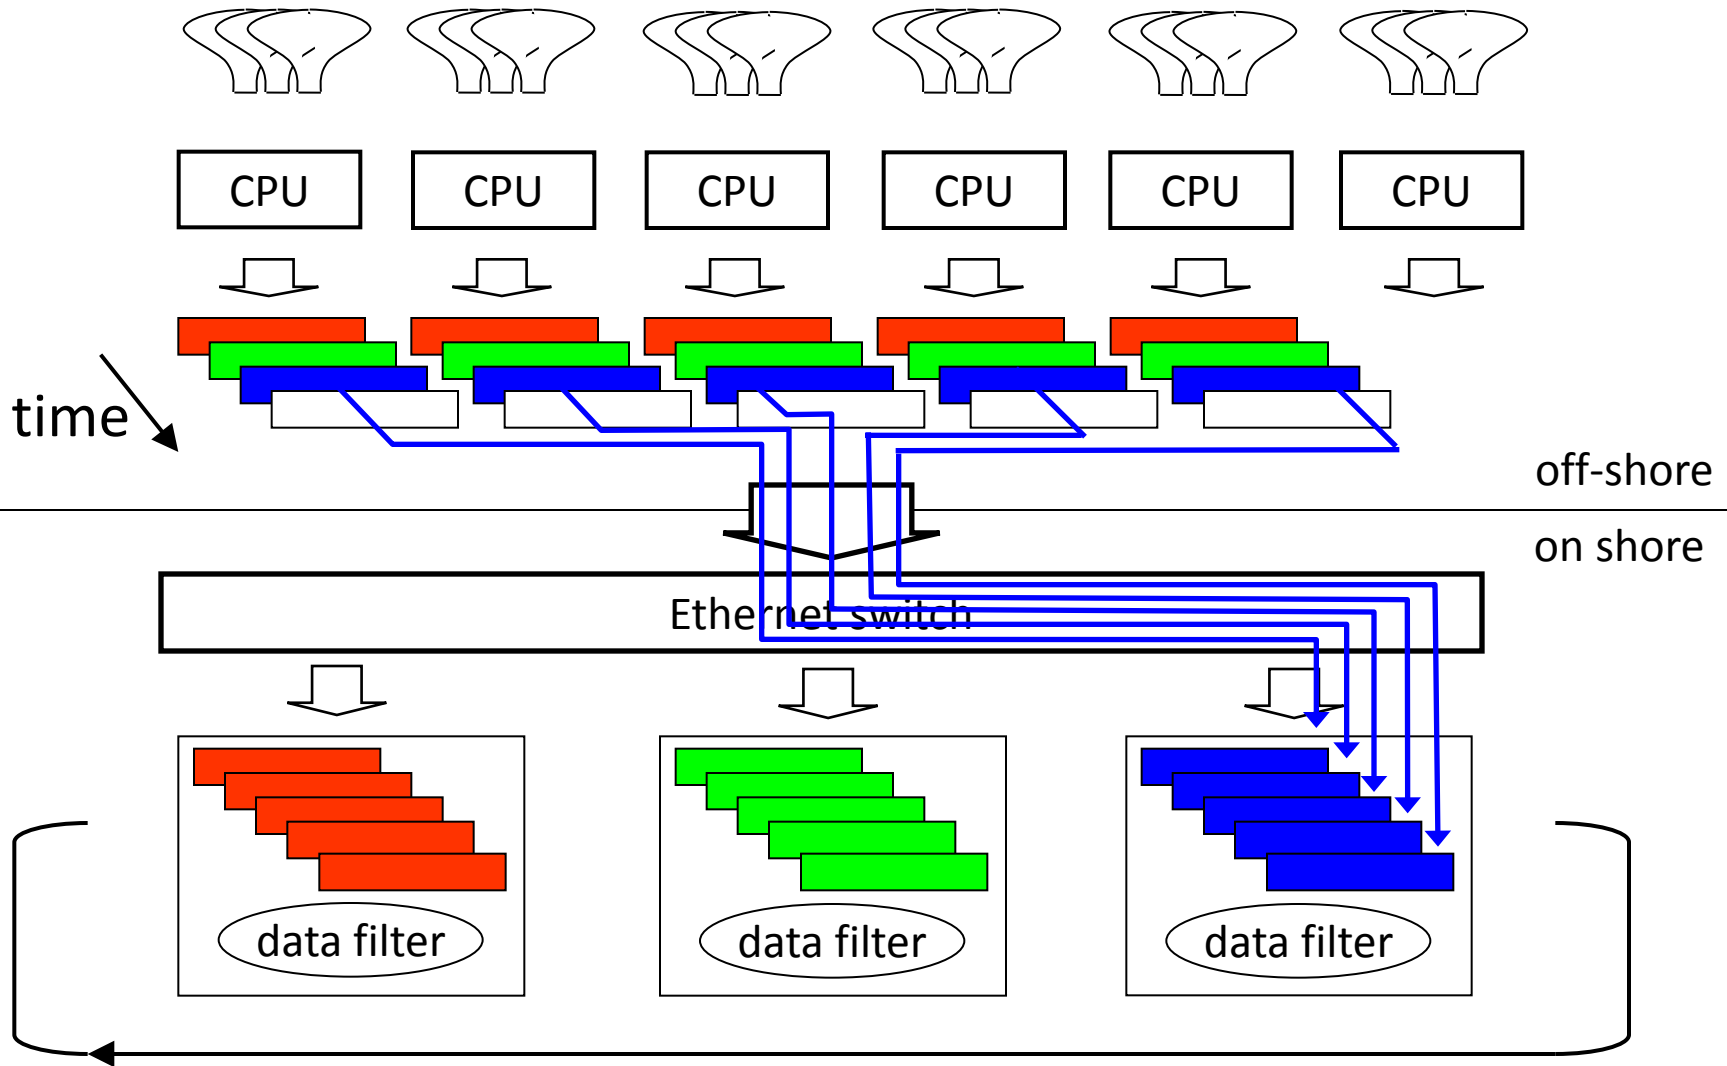 CPU
CPU
CPU
CPU
CPU
CPU
time
off-shore
on shore
Ethernet switch
data filter
data filter
data filter